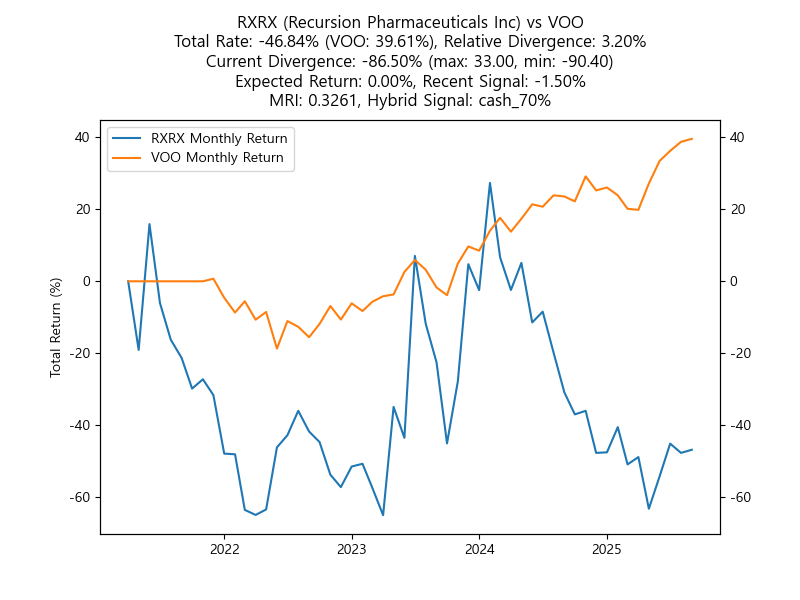 RXRX (Recursion Pharmaceuticals Inc) vs VOO
Total Rate: -46.84% (VOO: 39.61%), Relative Divergence: 3.20%
Current Divergence: -86.50% (max: 33.00, min: -90.40)
Expected Return: 0.00%, Recent Signal: -1.50%
MRI: 0.3261, Hybrid Signal: cash_70%
RXRX Monthly Return
VOO Monthly Return
Total Return (%)
40
20
0
-20
-40
-60
40
20
0
-20
-40
-60
2022
2023
2024
2025